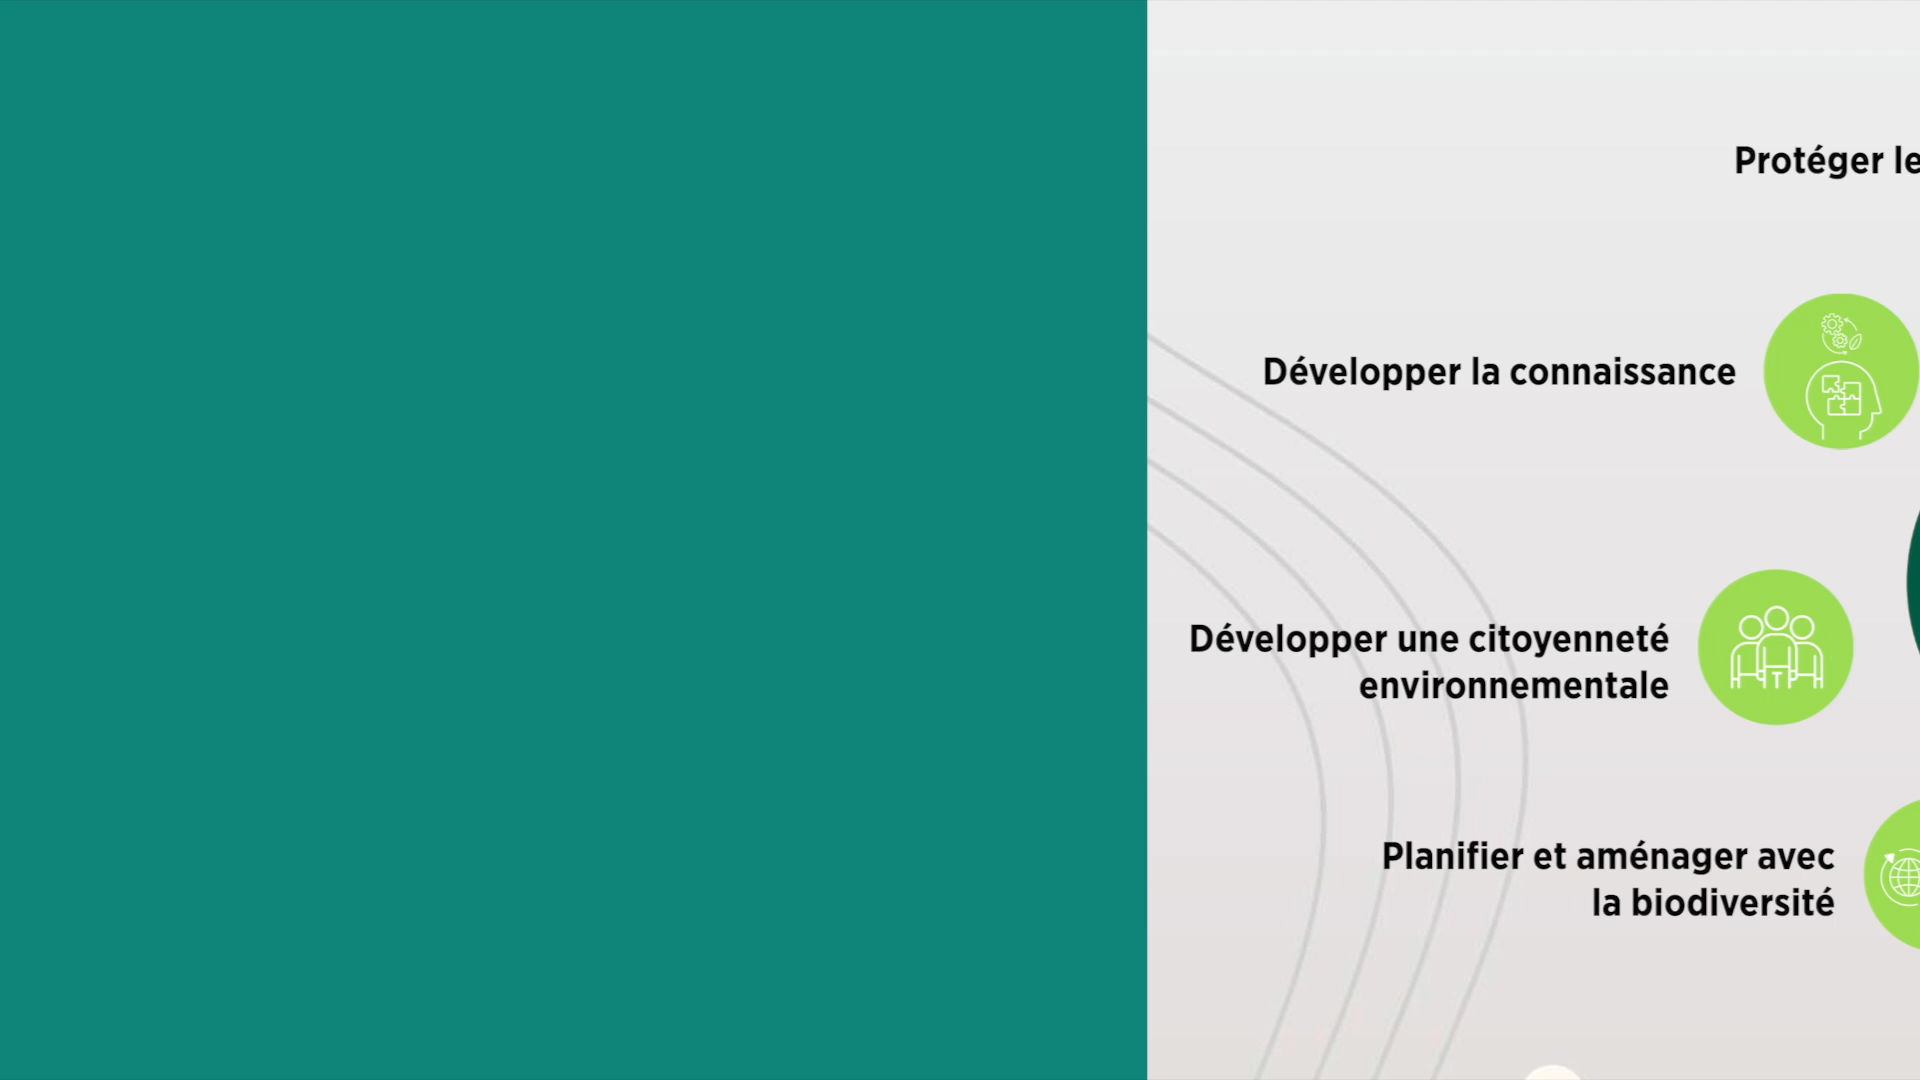 Protéger le
Développer la connaissance
Développer une citoyenneté
environnementale
Planifier et aménager avec
la biodiversité